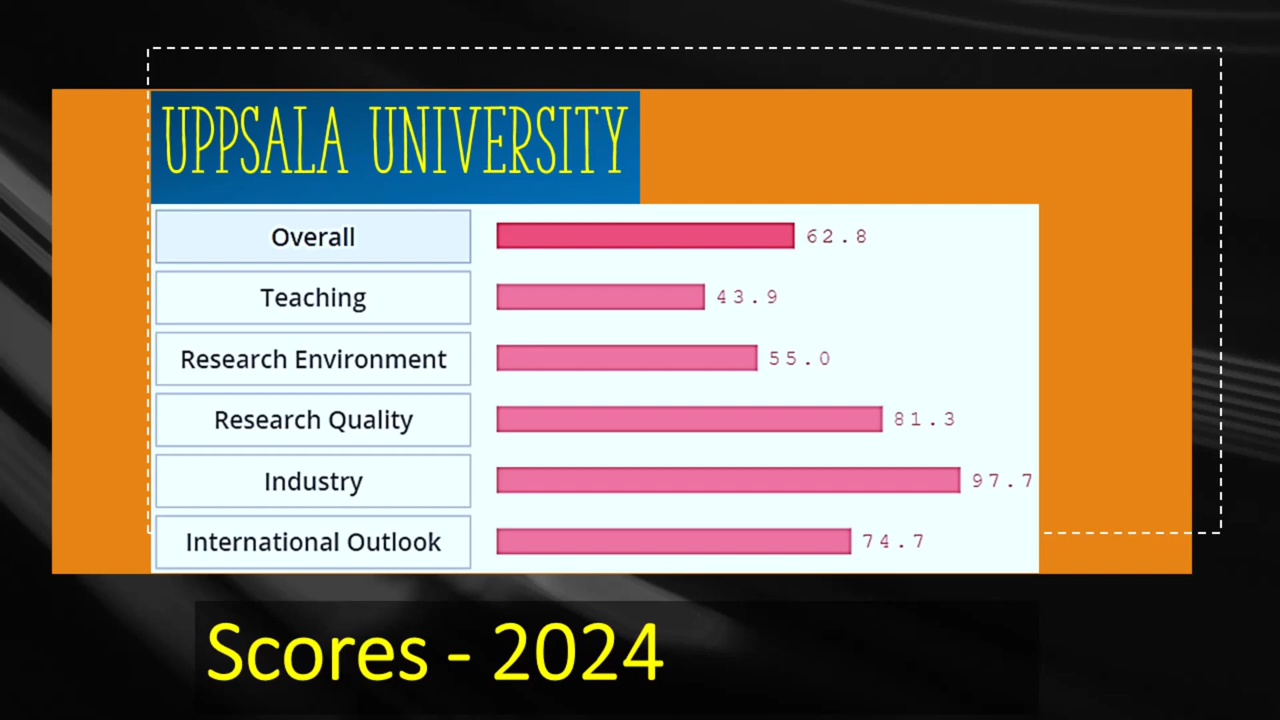 UPPSALA UNIVERSITY
Overall 62.8
Teaching 43.9
Research Environment 55.0
Research Quality 81.3
Industry 97.7
International Outlook 74.7
Scores - 2024